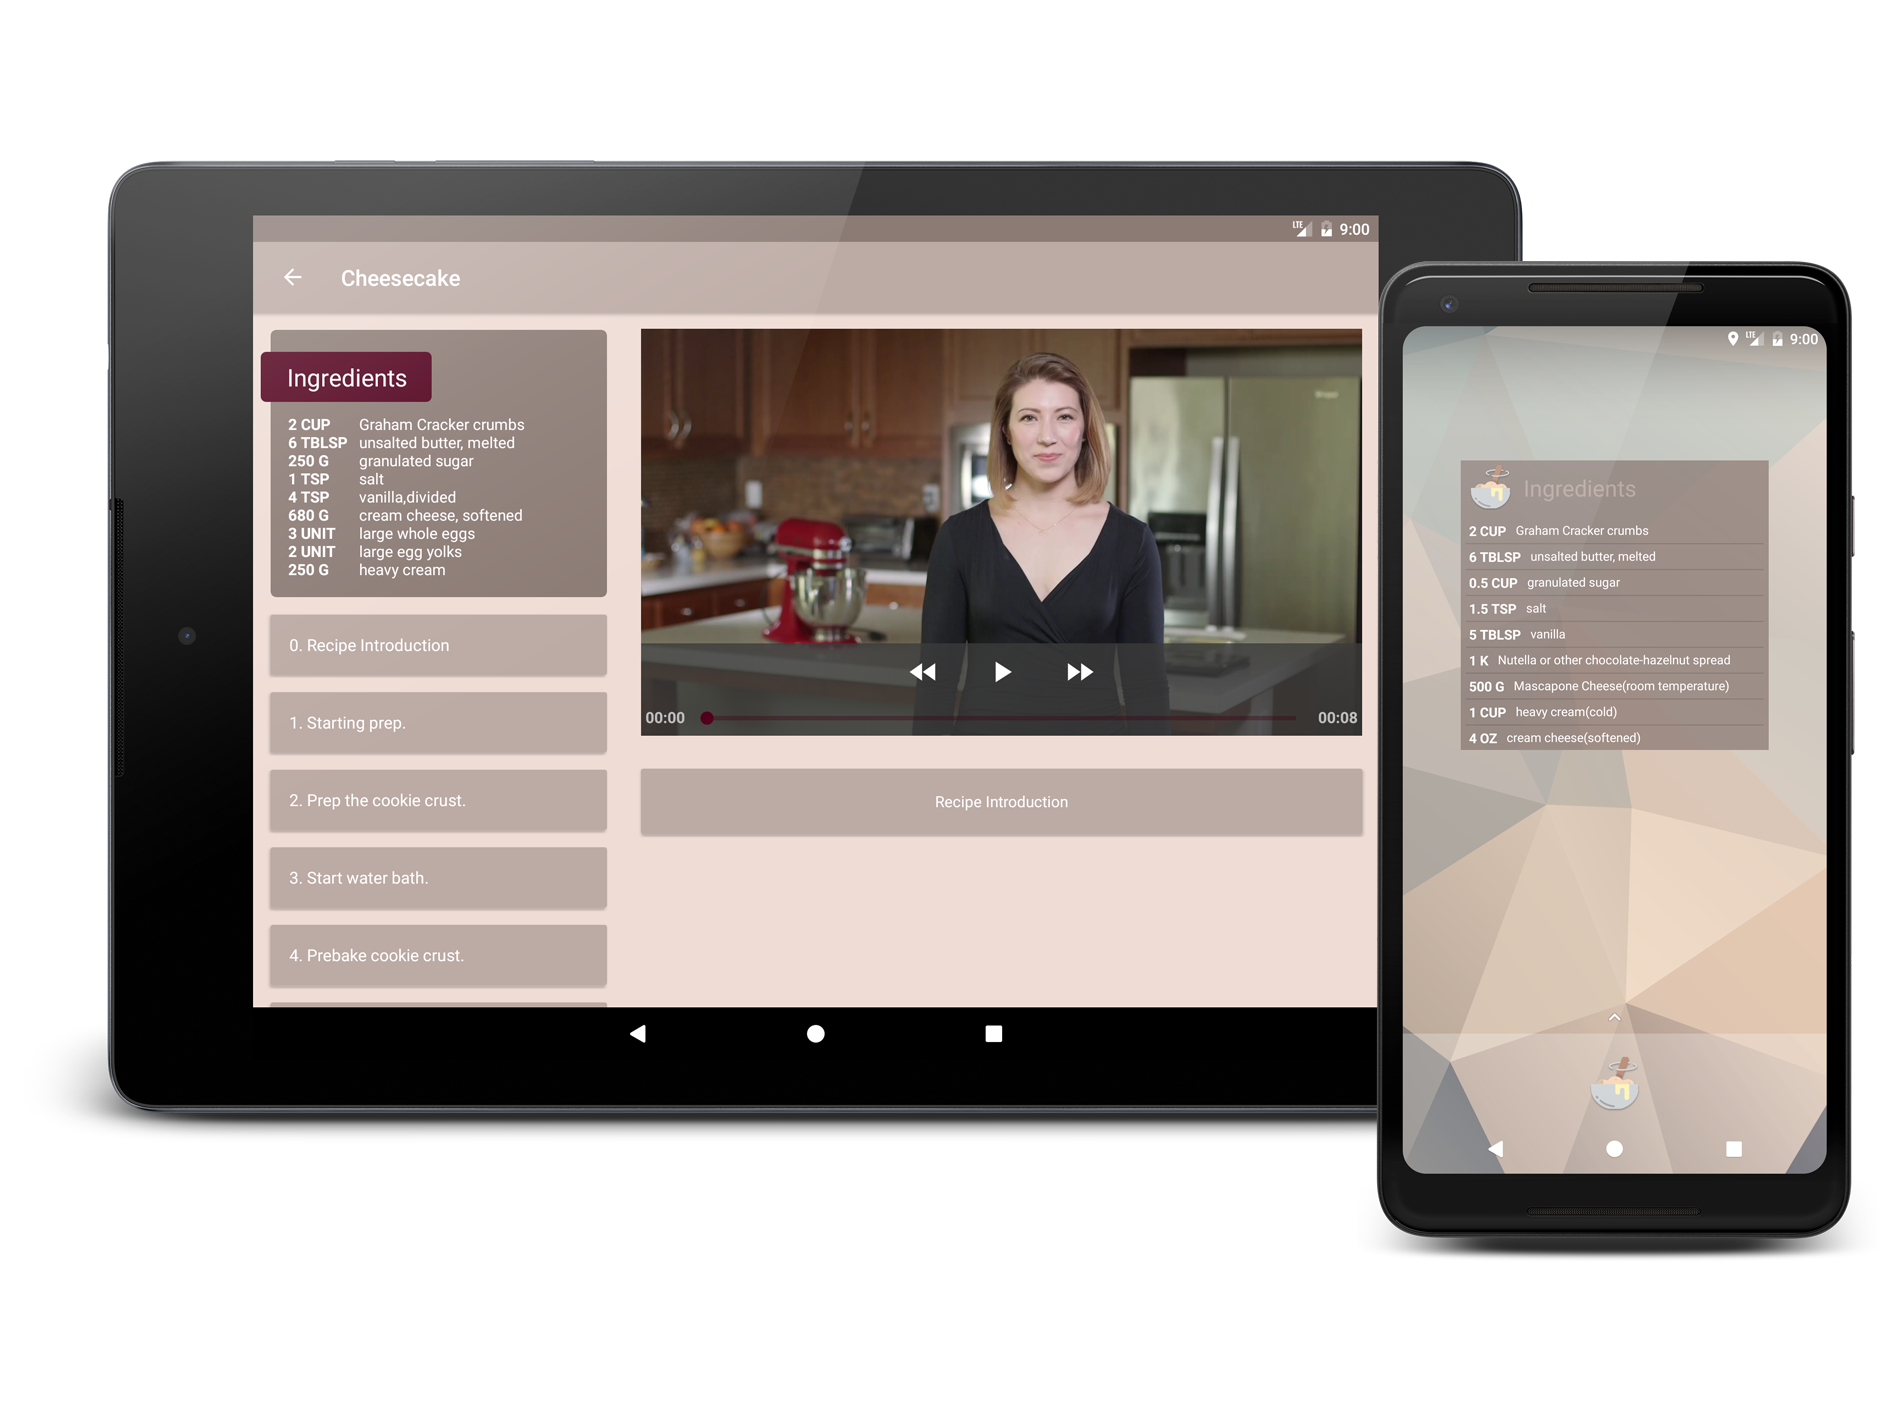 LTE 9:00
Cheesecake
Ingredients
2 CUP Graham Cracker crumbs
6 TBLSP unsalted butter, melted
250 G granulated sugar
1 TSP salt
4 TSP vanilla,divided
680 G cream cheese, softened
3 UNIT large whole eggs
2 UNIT large egg yolks
250 G heavy cream
0. Recipe Introduction
1. Starting prep.
2. Prep the cookie crust.
3. Start water bath.
4. Prebake cookie crust.
00:00 00:08
Recipe Introduction
LTE 9:00
Ingredients
2 CUP Graham Cracker crumbs
6 TBLSP unsalted butter, melted
0.5 CUP granulated sugar
1.5 TSP salt
5 TBLSP vanilla
1 K Nutella or other chocolate-hazelnut spread
500 G Mascapone Cheese(room temperature)
1 CUP heavy cream(cold)
4 OZ cream cheese(softened)